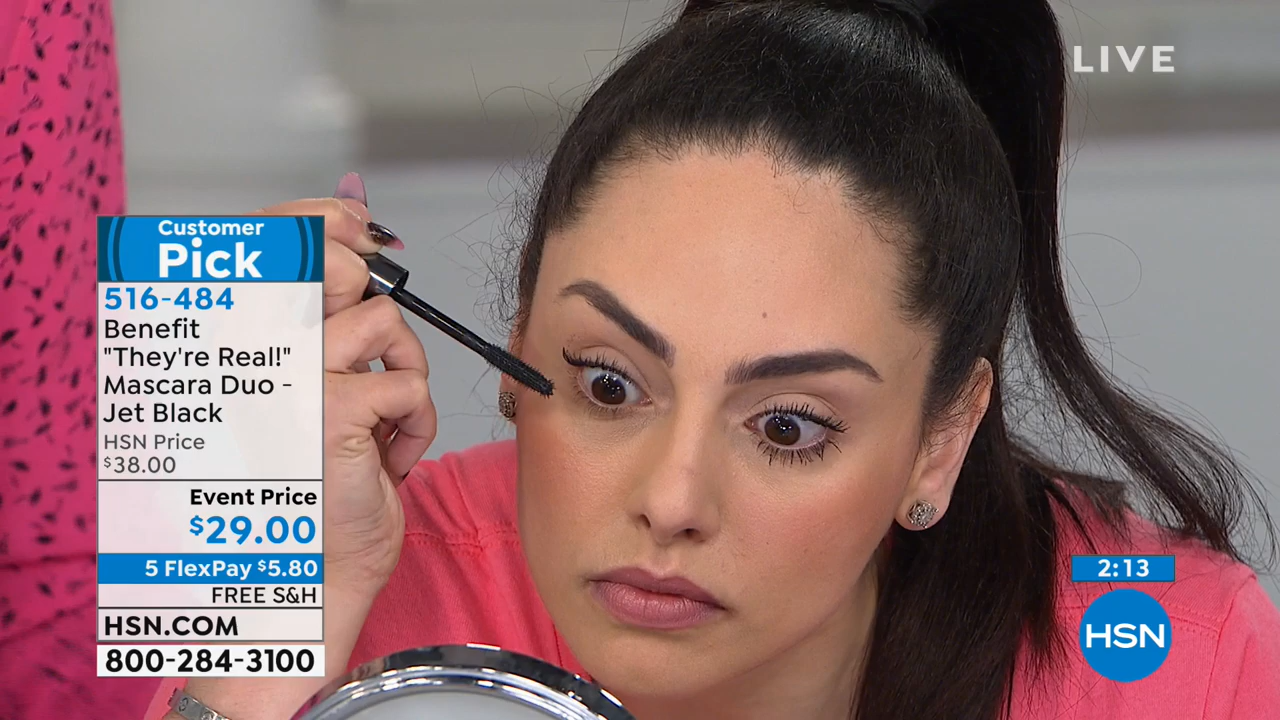 LIVE
Customer
Pick
516-484
Benefit
"They're Real!"
Mascara Duo -
Jet Black
HSN Price
$38.00
Event Price
$29.00
5 FlexPay $5.80
FREE S&H
HSN.COM
800-284-3100
2:13
HSN